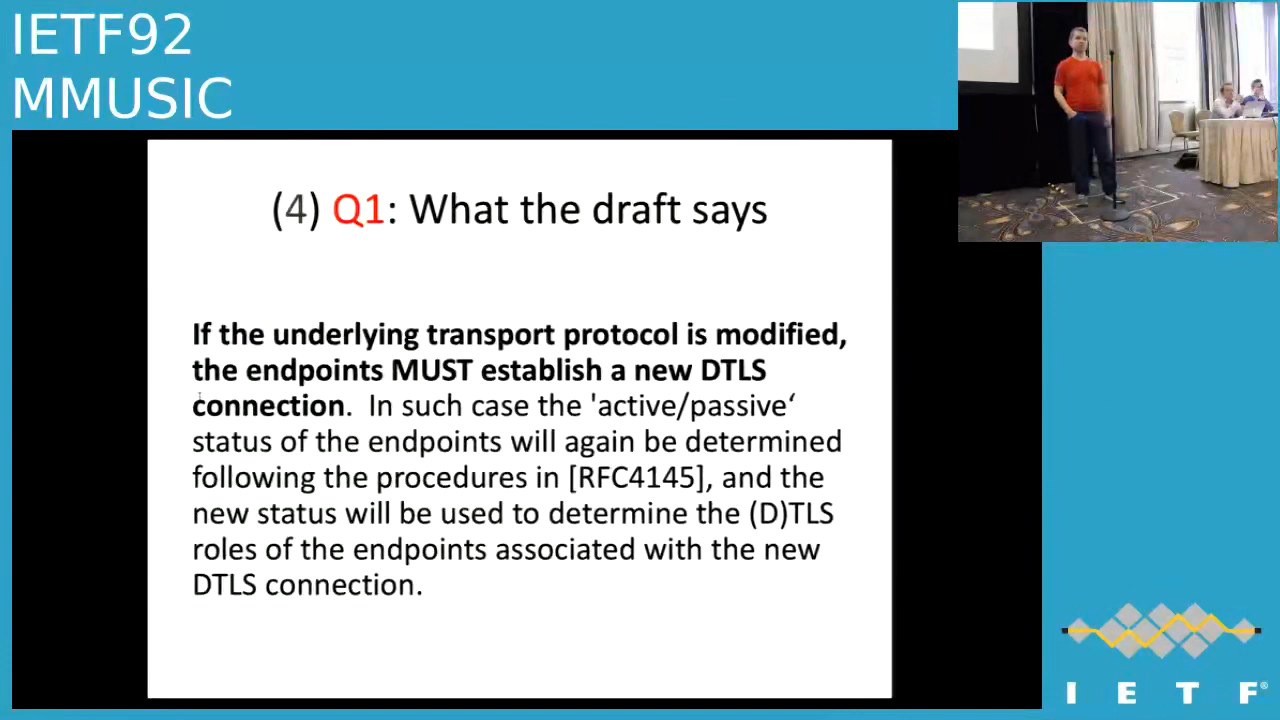 IETF92
MMUSIC
(4) Q1: What the draft says
If the underlying transport protocol is modified,
the endpoints MUST establish a new DTLS
connection.  In such case the 'active/passive‘
status of the endpoints will again be determined
following the procedures in [RFC4145], and the
new status will be used to determine the (D)TLS
roles of the endpoints associated with the new
DTLS connection.
I E T F®